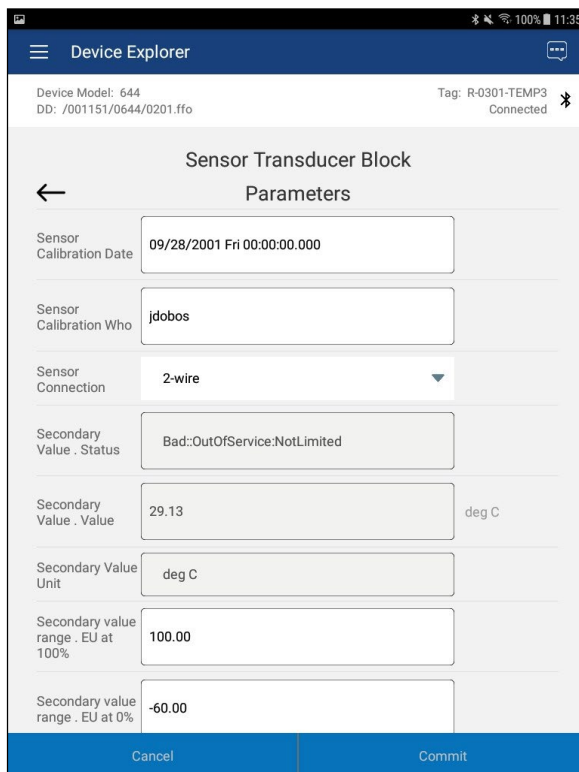 100% 11:35
Device Explorer
Device Model: 644
Tag: R-0301-TEMP3
DD: /001151/0644/0201.ffo
Connected
Sensor Transducer Block
Parameters
Sensor
Calibration Date
09/28/2001 Fri 00:00:00.000
Sensor
Calibration Who
jdobos
Sensor
Connection
2-wire
Secondary
Value . Status
Bad::OutOfService:NotLimited
Secondary
Value . Value
29.13
deg C
Secondary Value
Unit
deg C
Secondary value
range . EU at
100%
100.00
Secondary value
range . EU at 0%
-60.00
Cancel
Commit